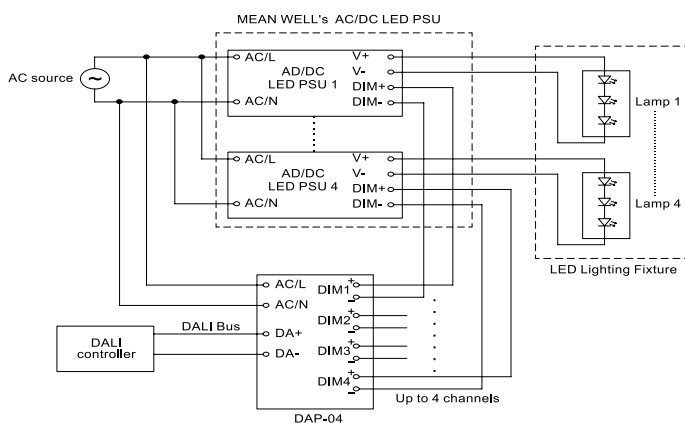 MEAN WELL's AC/DC LED PSU
AC source
AC/L
AC/N
AD/DC
LED PSU 1
V+
V-
DIM+
DIM-
Lamp 1
AC/L
AC/N
AD/DC
LED PSU 4
V+
V-
DIM+
DIM-
Lamp 4
LED Lighting Fixture
AC/L
AC/N
DA+
DA-
DIM1
+
-
DIM2
+
-
DIM3
+
-
DIM4
+
-
DALI Bus
DALI
controller
Up to 4 channels
DAP-04